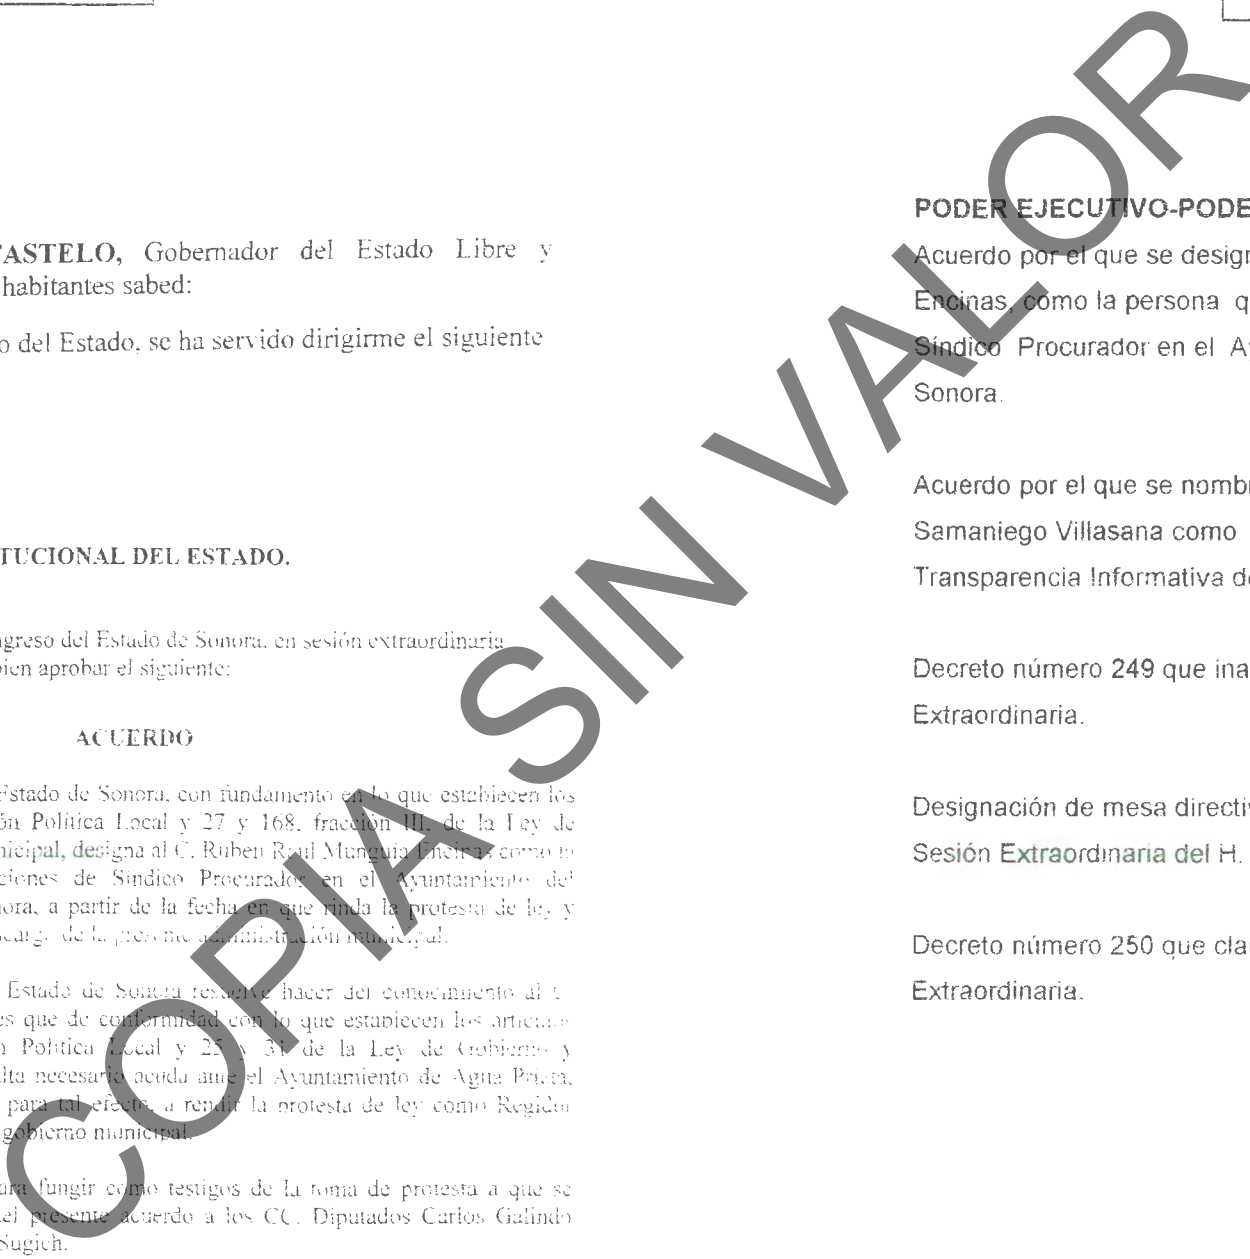 CASTELO, Gobernador del Estado Libre y
habitantes sabed:
o del Estado, se ha servido dirigirme el siguiente
TUCIONAL DEL ESTADO.
ngreso del Estado de Sonora, en sesión extraordinaria
bien aprobar el siguiente:
ACUERDO
Estado de Sonora, con fundamento en lo que establecen los
ón Política Local y 27 y 168, fracción III, de la Ley de
nicipal, designa al C. Ruben Raul Munguia Encinas como la
ciones de Sindico Procurador en el Ayuntamiento del
nora, a partir de la fecha en que rinda la protesta de ley y
ncargo de la presente administración municipal.
Estado de Sonora resuelve hacer del conocimiento al
es que de conformidad con lo que establecen los artículos
n Política Local y 25 y 31 de la Ley de Gobierno y
lta necesario acuda ante el Ayuntamiento de Agua Prieta,
para tal efecto, a rendir la protesta de ley como Regidor
gobierno municipal.
ara fungir como testigos de la toma de protesta a que se
del presente acuerdo a los CC. Diputados Carlos Galindo
Sugich.
PODER EJECUTIVO-PODE
Acuerdo por el que se design
Encinas, como la persona q
Síndico Procurador en el A
Sonora.
Acuerdo por el que se nombr
Samaniego Villasana como
Transparencia Informativa de
Decreto número 249 que ina
Extraordinaria.
Designación de mesa directiv
Sesión Extraordinaria del H.
Decreto número 250 que cla
Extraordinaria.
COPIA SIN VALOR